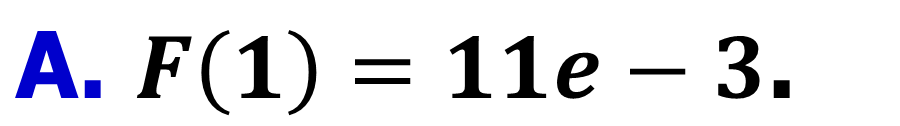 A. F(1) = 11e − 3.